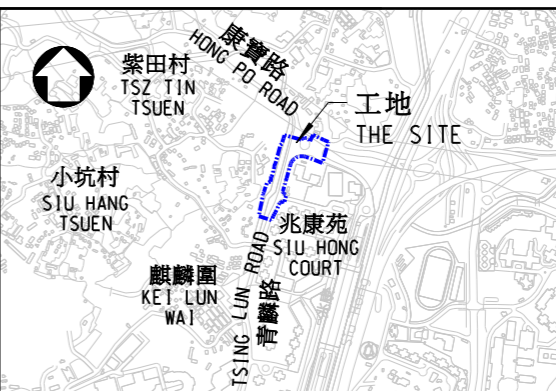 紫田村
TSZ TIN
TSUEN
康寶路
HONG PO ROAD
工地
THE SITE
小坑村
SIU HANG
TSUEN
兆康苑
SIU HONG
COURT
麒麟圍
KEI LUN
WAI
TSING LUN ROAD
青麟路